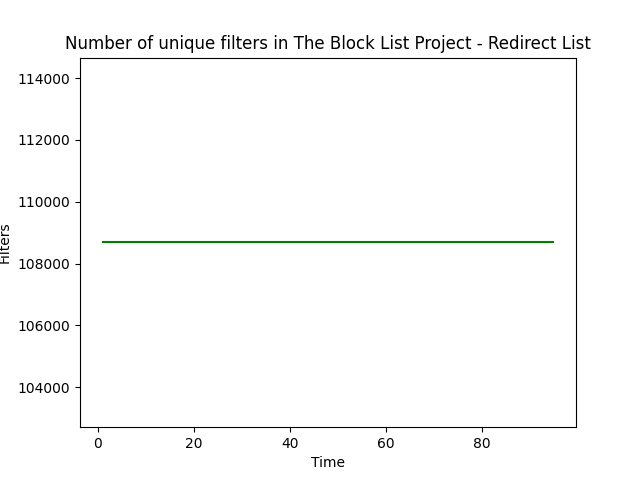 Number of unique filters in The Block List Project - Redirect List
114000
112000
110000
108000
106000
104000
Filters
0 20 40 60 80
Time